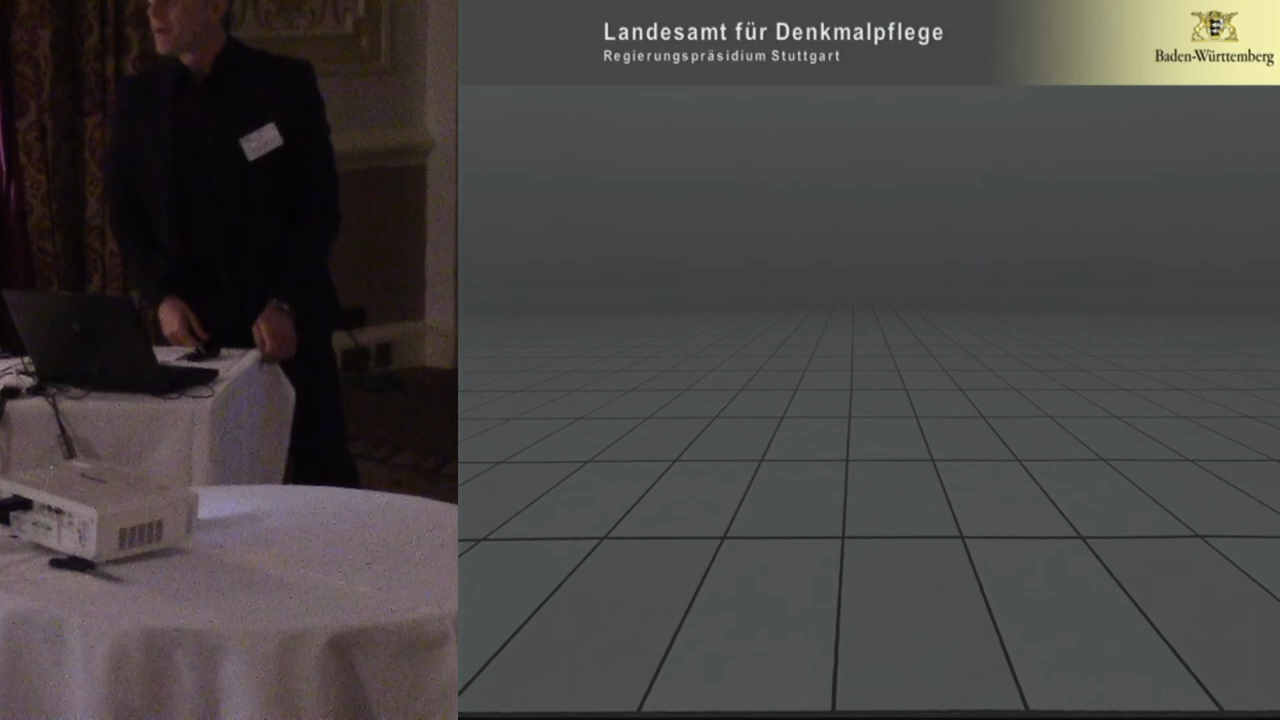 Landesamt für Denkmalpflege
Regierungspräsidium Stuttgart
Baden-Württemberg